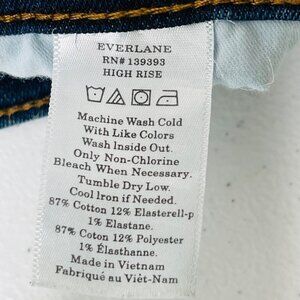 EVERLANE
RN# 139393
HIGH RISE
Machine Wash Cold
With Like Colors
Wash Inside Out.
Only Non-Chlorine
Bleach When Necessary.
Tumble Dry Low.
Cool Iron if Needed.
87% Cotton 12% Elasterell-p
1% Elastane.
87% Cotton 12% Polyester
1% Élasthanne.
Made in Vietnam
Fabriqué au Viêt-Nam